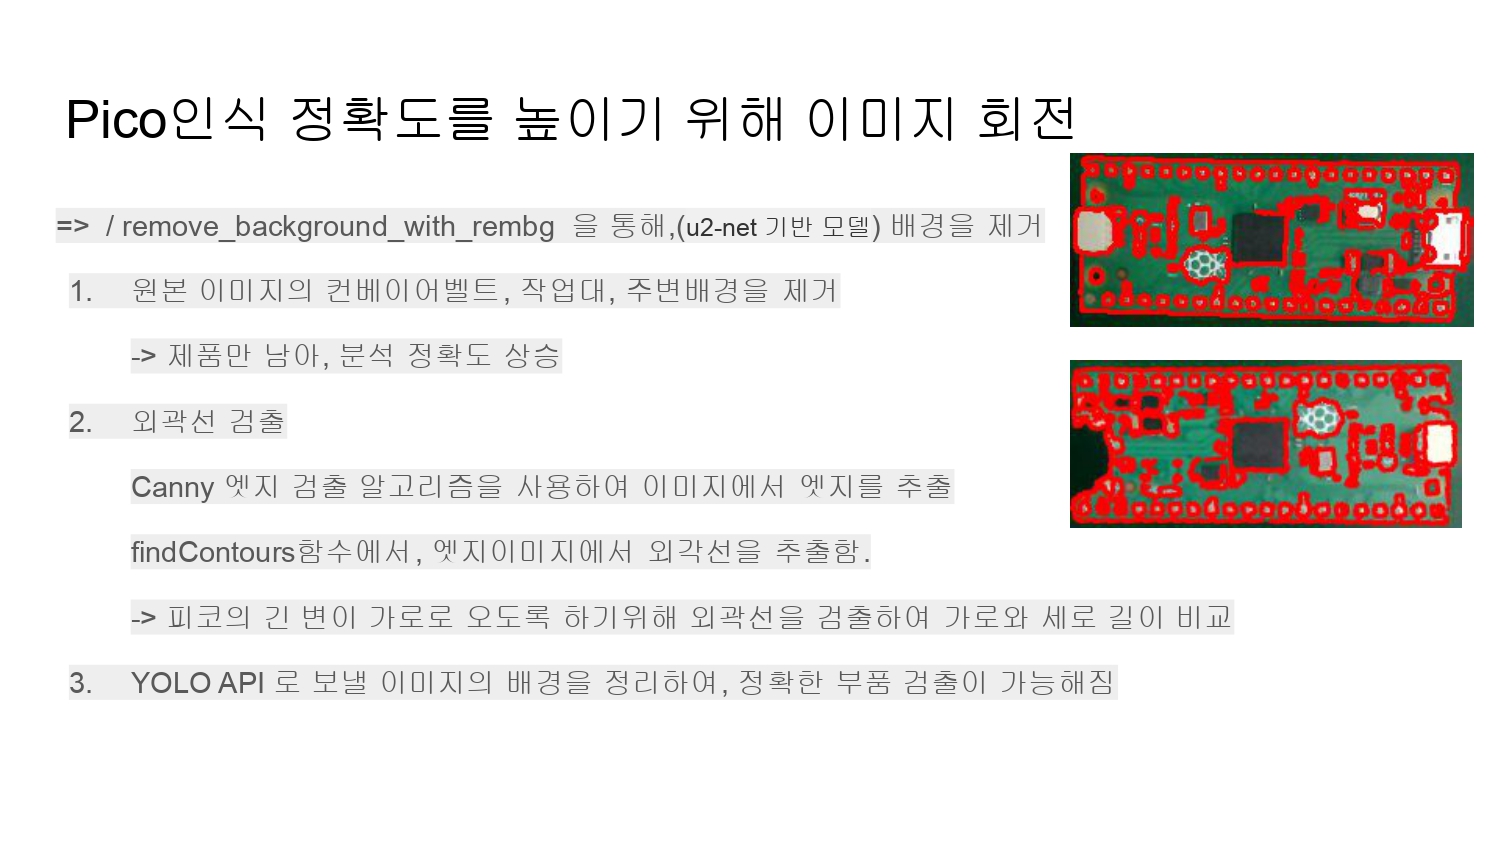 Pico인식 정확도를 높이기 위해 이미지 회전
=> / remove_background_with_rembg 을 통해,(u2-net 기반 모델) 배경을 제거
1. 원본 이미지의 컨베이어벨트, 작업대, 주변배경을 제거
-> 제품만 남아, 분석 정확도 상승
2. 외곽선 검출
Canny 엣지 검출 알고리즘을 사용하여 이미지에서 엣지를 추출
findContours함수에서, 엣지이미지에서 외각선을 추출함.
-> 피코의 긴 변이 가로로 오도록 하기위해 외곽선을 검출하여 가로와 세로 길이 비교
3. YOLO API 로 보낼 이미지의 배경을 정리하여, 정확한 부품 검출이 가능해짐